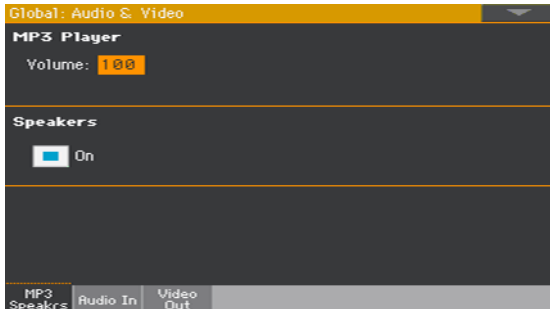 Global: Audio & Video
MP3 Player
Volume: 100
Speakers
On
MP3 Speakrs
Audio In
Video Out